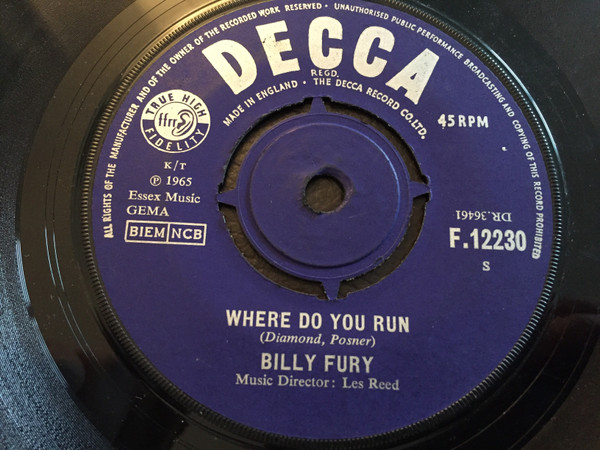 ALL RIGHTS OF THE MANUFACTURER AND OF THE OWNER OF THE RECORDED WORK RESERVED · UNAUTHORISED PUBLIC PERFORMANCE BROADCASTING AND COPYING OF THIS RECORD PROHIBITED
DECCA
REGD.
MADE IN ENGLAND · THE DECCA RECORD CO. LTD.
TRUE HIGH
ffrr
FIDELITY
45 RPM
K/T
℗ 1965
Essex Music
GEMA
BIEM NCB
DR.36461
F.12230
S
WHERE DO YOU RUN
(Diamond, Posner)
BILLY FURY
Music Director: Les Reed